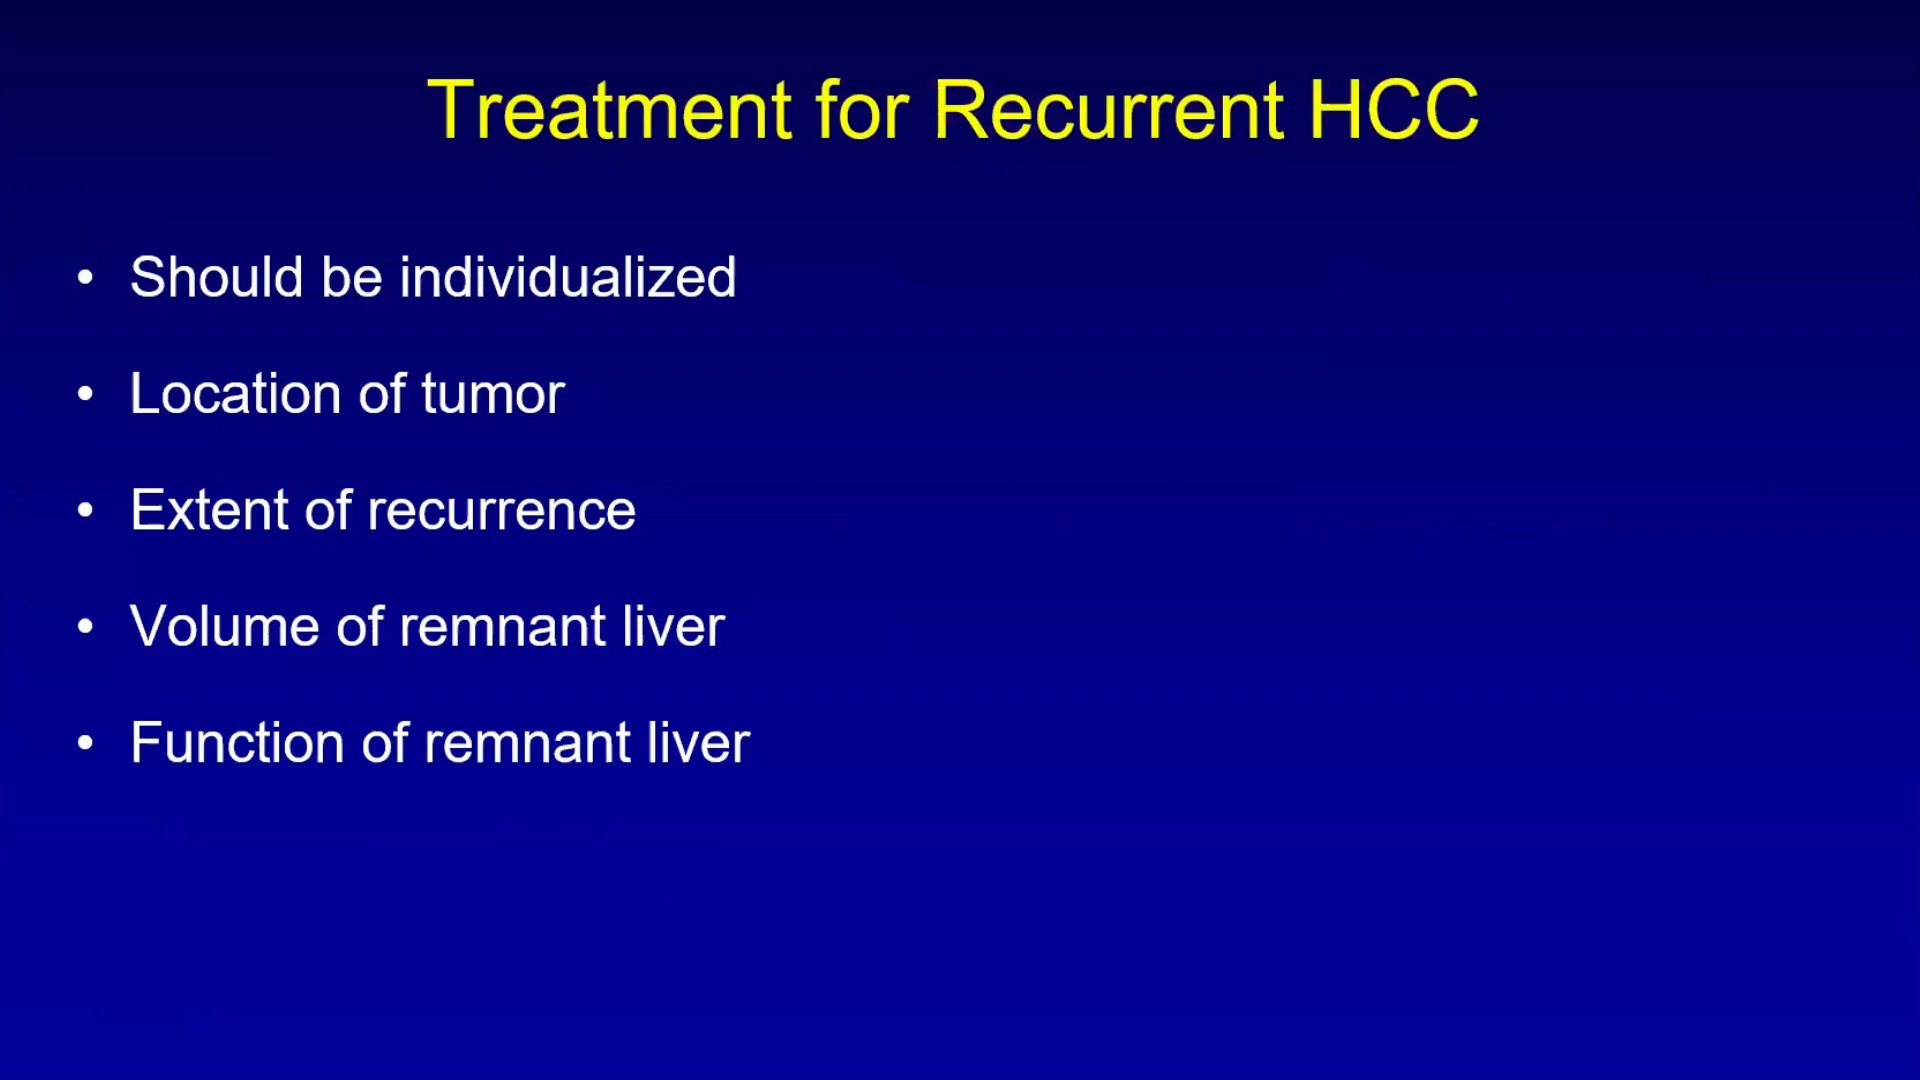 Treatment for Recurrent HCC
• Should be individualized
• Location of tumor
• Extent of recurrence
• Volume of remnant liver
• Function of remnant liver